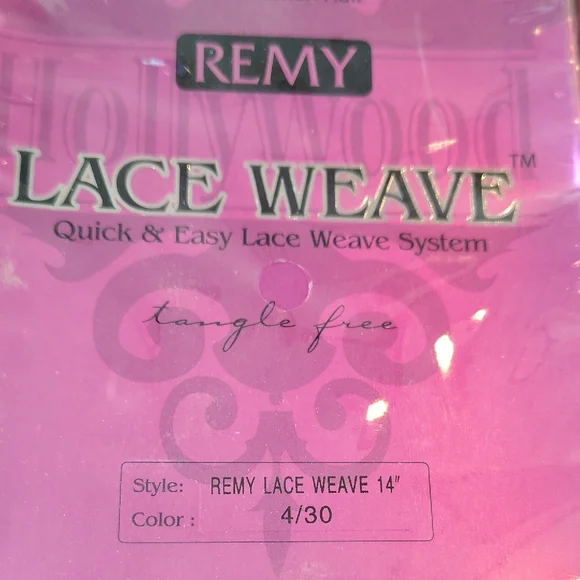 REMY
Hollywood
LACE WEAVE™
Quick & Easy Lace Weave System
tangle free
Style: REMY LACE WEAVE 14"
Color : 4/30